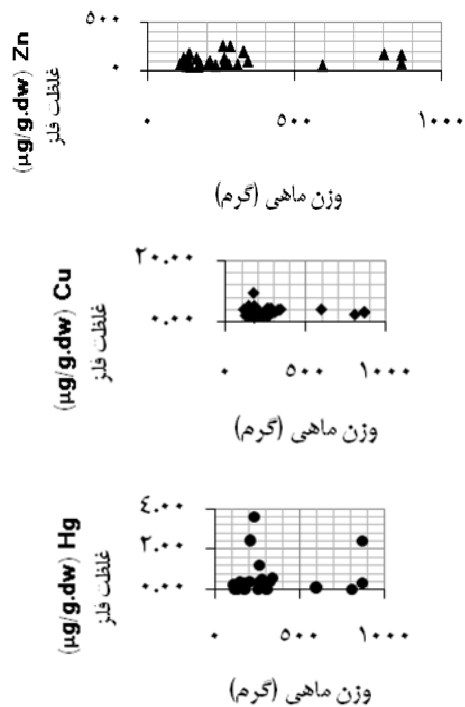 غلظت فلز
(µg/g.dw) Zn
۵۰۰
۰
۰
۵۰۰
۱۰۰۰
وزن ماهی (گرم)
غلظت فلز
(µg/g.dw) Cu
۲۰.۰۰
۰.۰۰
۰
۵۰۰
۱۰۰۰
وزن ماهی (گرم)
غلظت فلز
(µg/g.dw) Hg
٤.۰۰
۲.۰۰
۰.۰۰
۰
۵۰۰
۱۰۰۰
وزن ماهی (گرم)